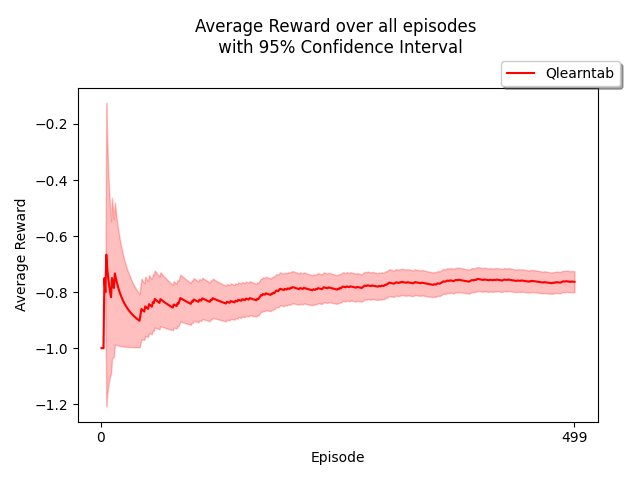 Average Reward over all episodes
with 95% Confidence Interval
Qlearntab
−0.2
−0.4
−0.6
−0.8
−1.0
−1.2
Average Reward
0
499
Episode